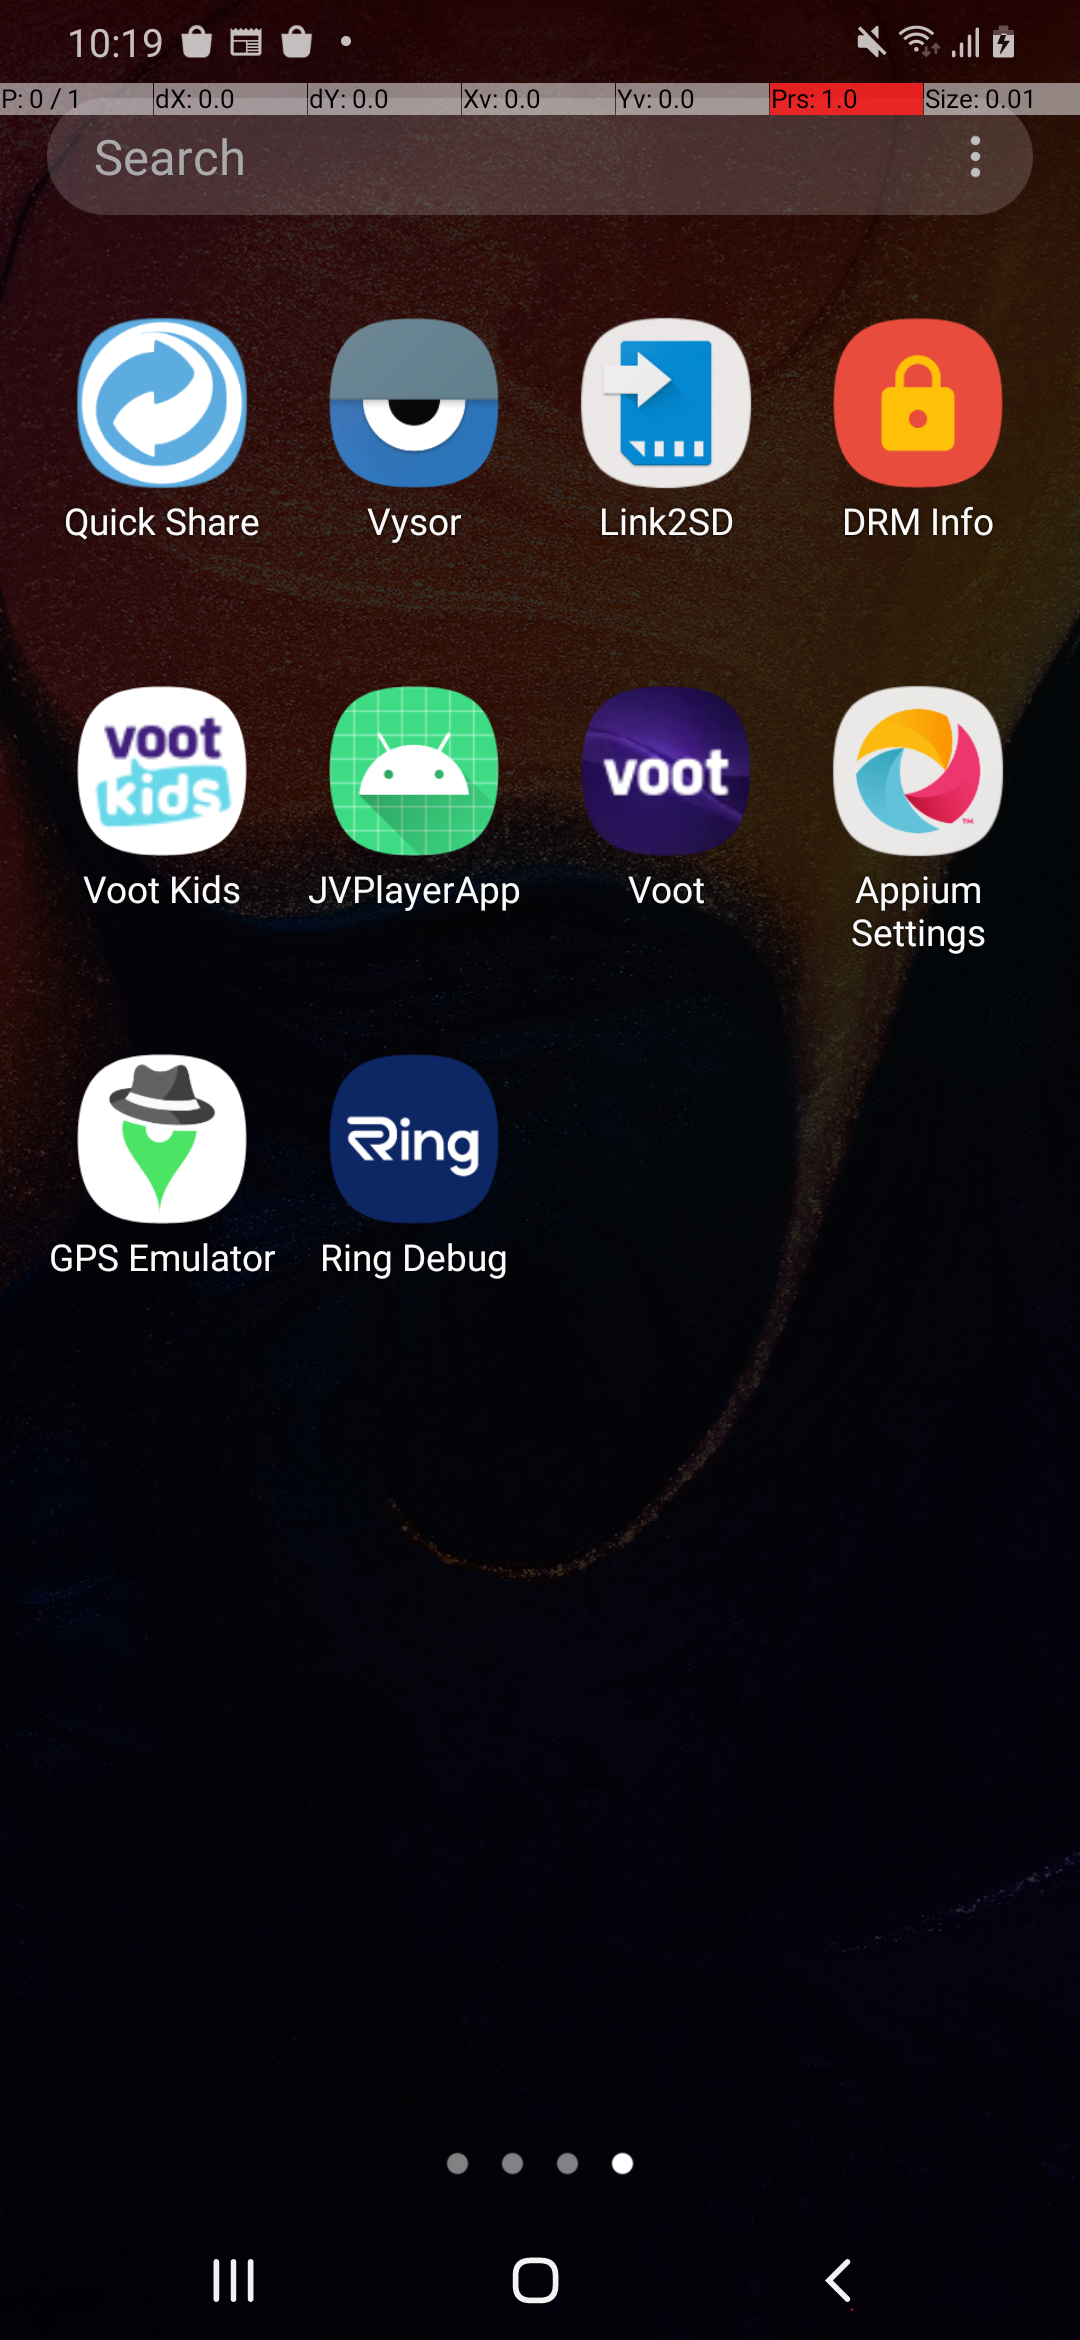 10:19
P: 0 / 1 dX: 0.0 dY: 0.0 Xv: 0.0 Yv: 0.0 Prs: 1.0 Size: 0.01
Search
Quick Share Vysor Link2SD DRM Info
voot
kids
voot
™
Voot Kids JVPlayerApp Voot Appium
Settings
Ring
GPS Emulator Ring Debug